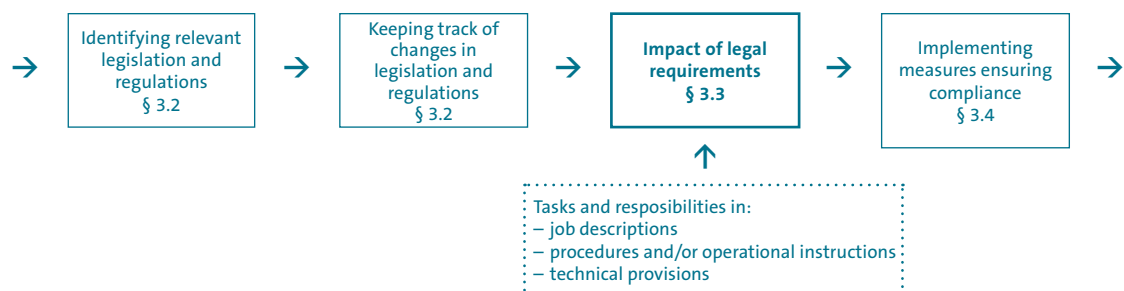 Identifying relevant
legislation and
regulations
§ 3.2
Keeping track of
changes in
legislation and
regulations
§ 3.2
Impact of legal
requirements
§ 3.3
Implementing
measures ensuring
compliance
§ 3.4
Tasks and resposibilities in:
– job descriptions
– procedures and/or operational instructions
– technical provisions